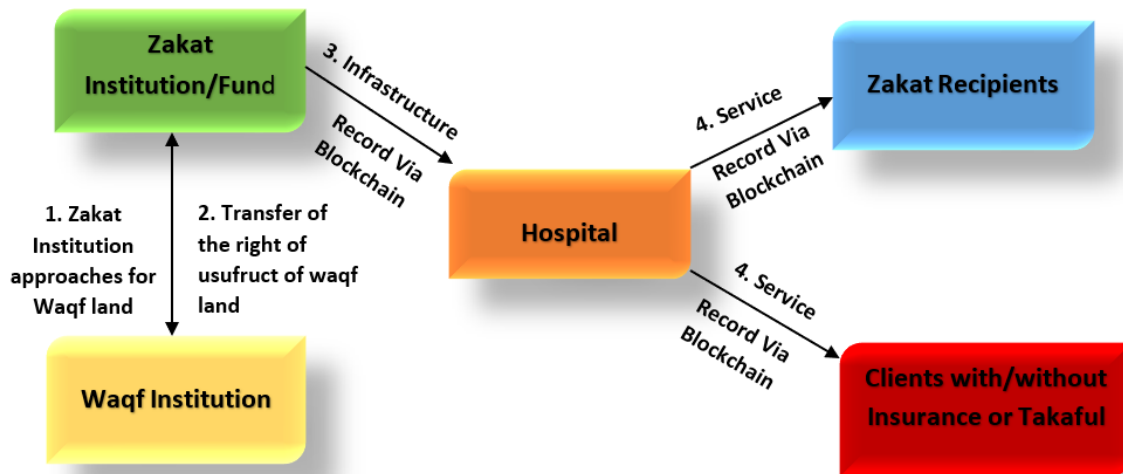 Zakat
Institution/Fund
3. Infrastructure
Record Via
Blockchain
4. Service
Record Via
Blockchain
Zakat Recipients
1. Zakat
Institution
approaches for
Waqf land
2. Transfer of
the right of
usufruct of waqf
land
Hospital
4. Service
Record Via
Blockchain
Waqf Institution
Clients with/without
Insurance or Takaful